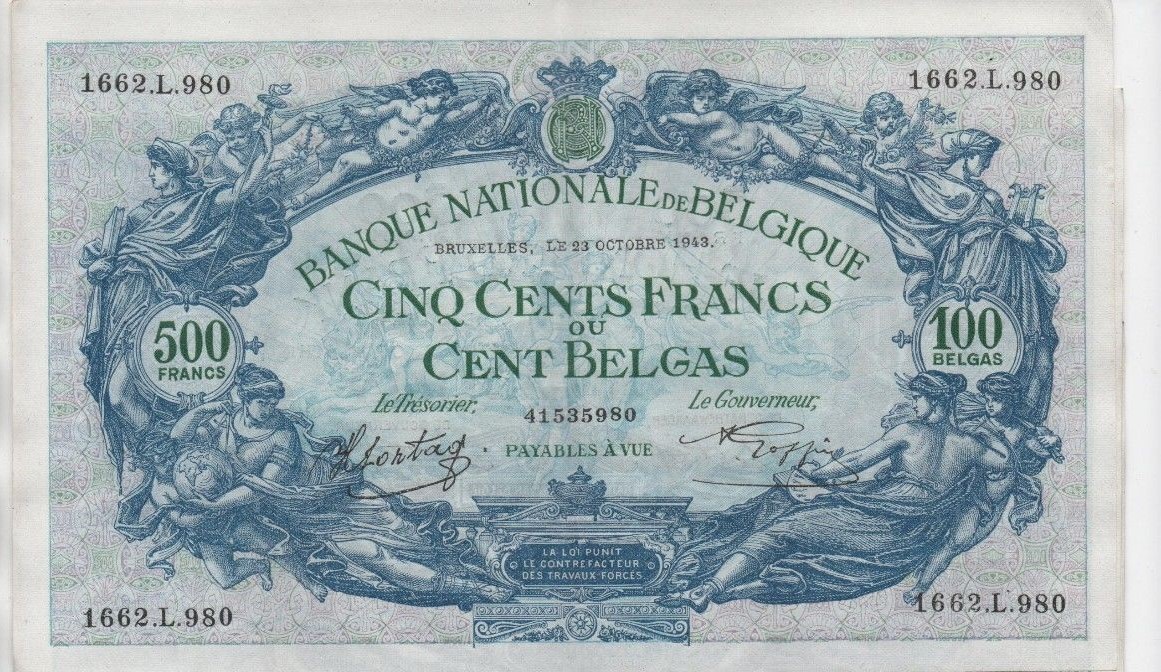 1662.L.980
1662.L.980
BANQUE NATIONALE DE BELGIQUE
BRUXELLES, LE 23 OCTOBRE 1943.
CINQ CENTS FRANCS
OU
CENT BELGAS
500
FRANCS
100
BELGAS
Le Trésorier,
41535980
Le Gouverneur,
PAYABLES À VUE
LA LOI PUNIT
LE CONTREFACTEUR
DES TRAVAUX FORCÉS
1662.L.980
1662.L.980